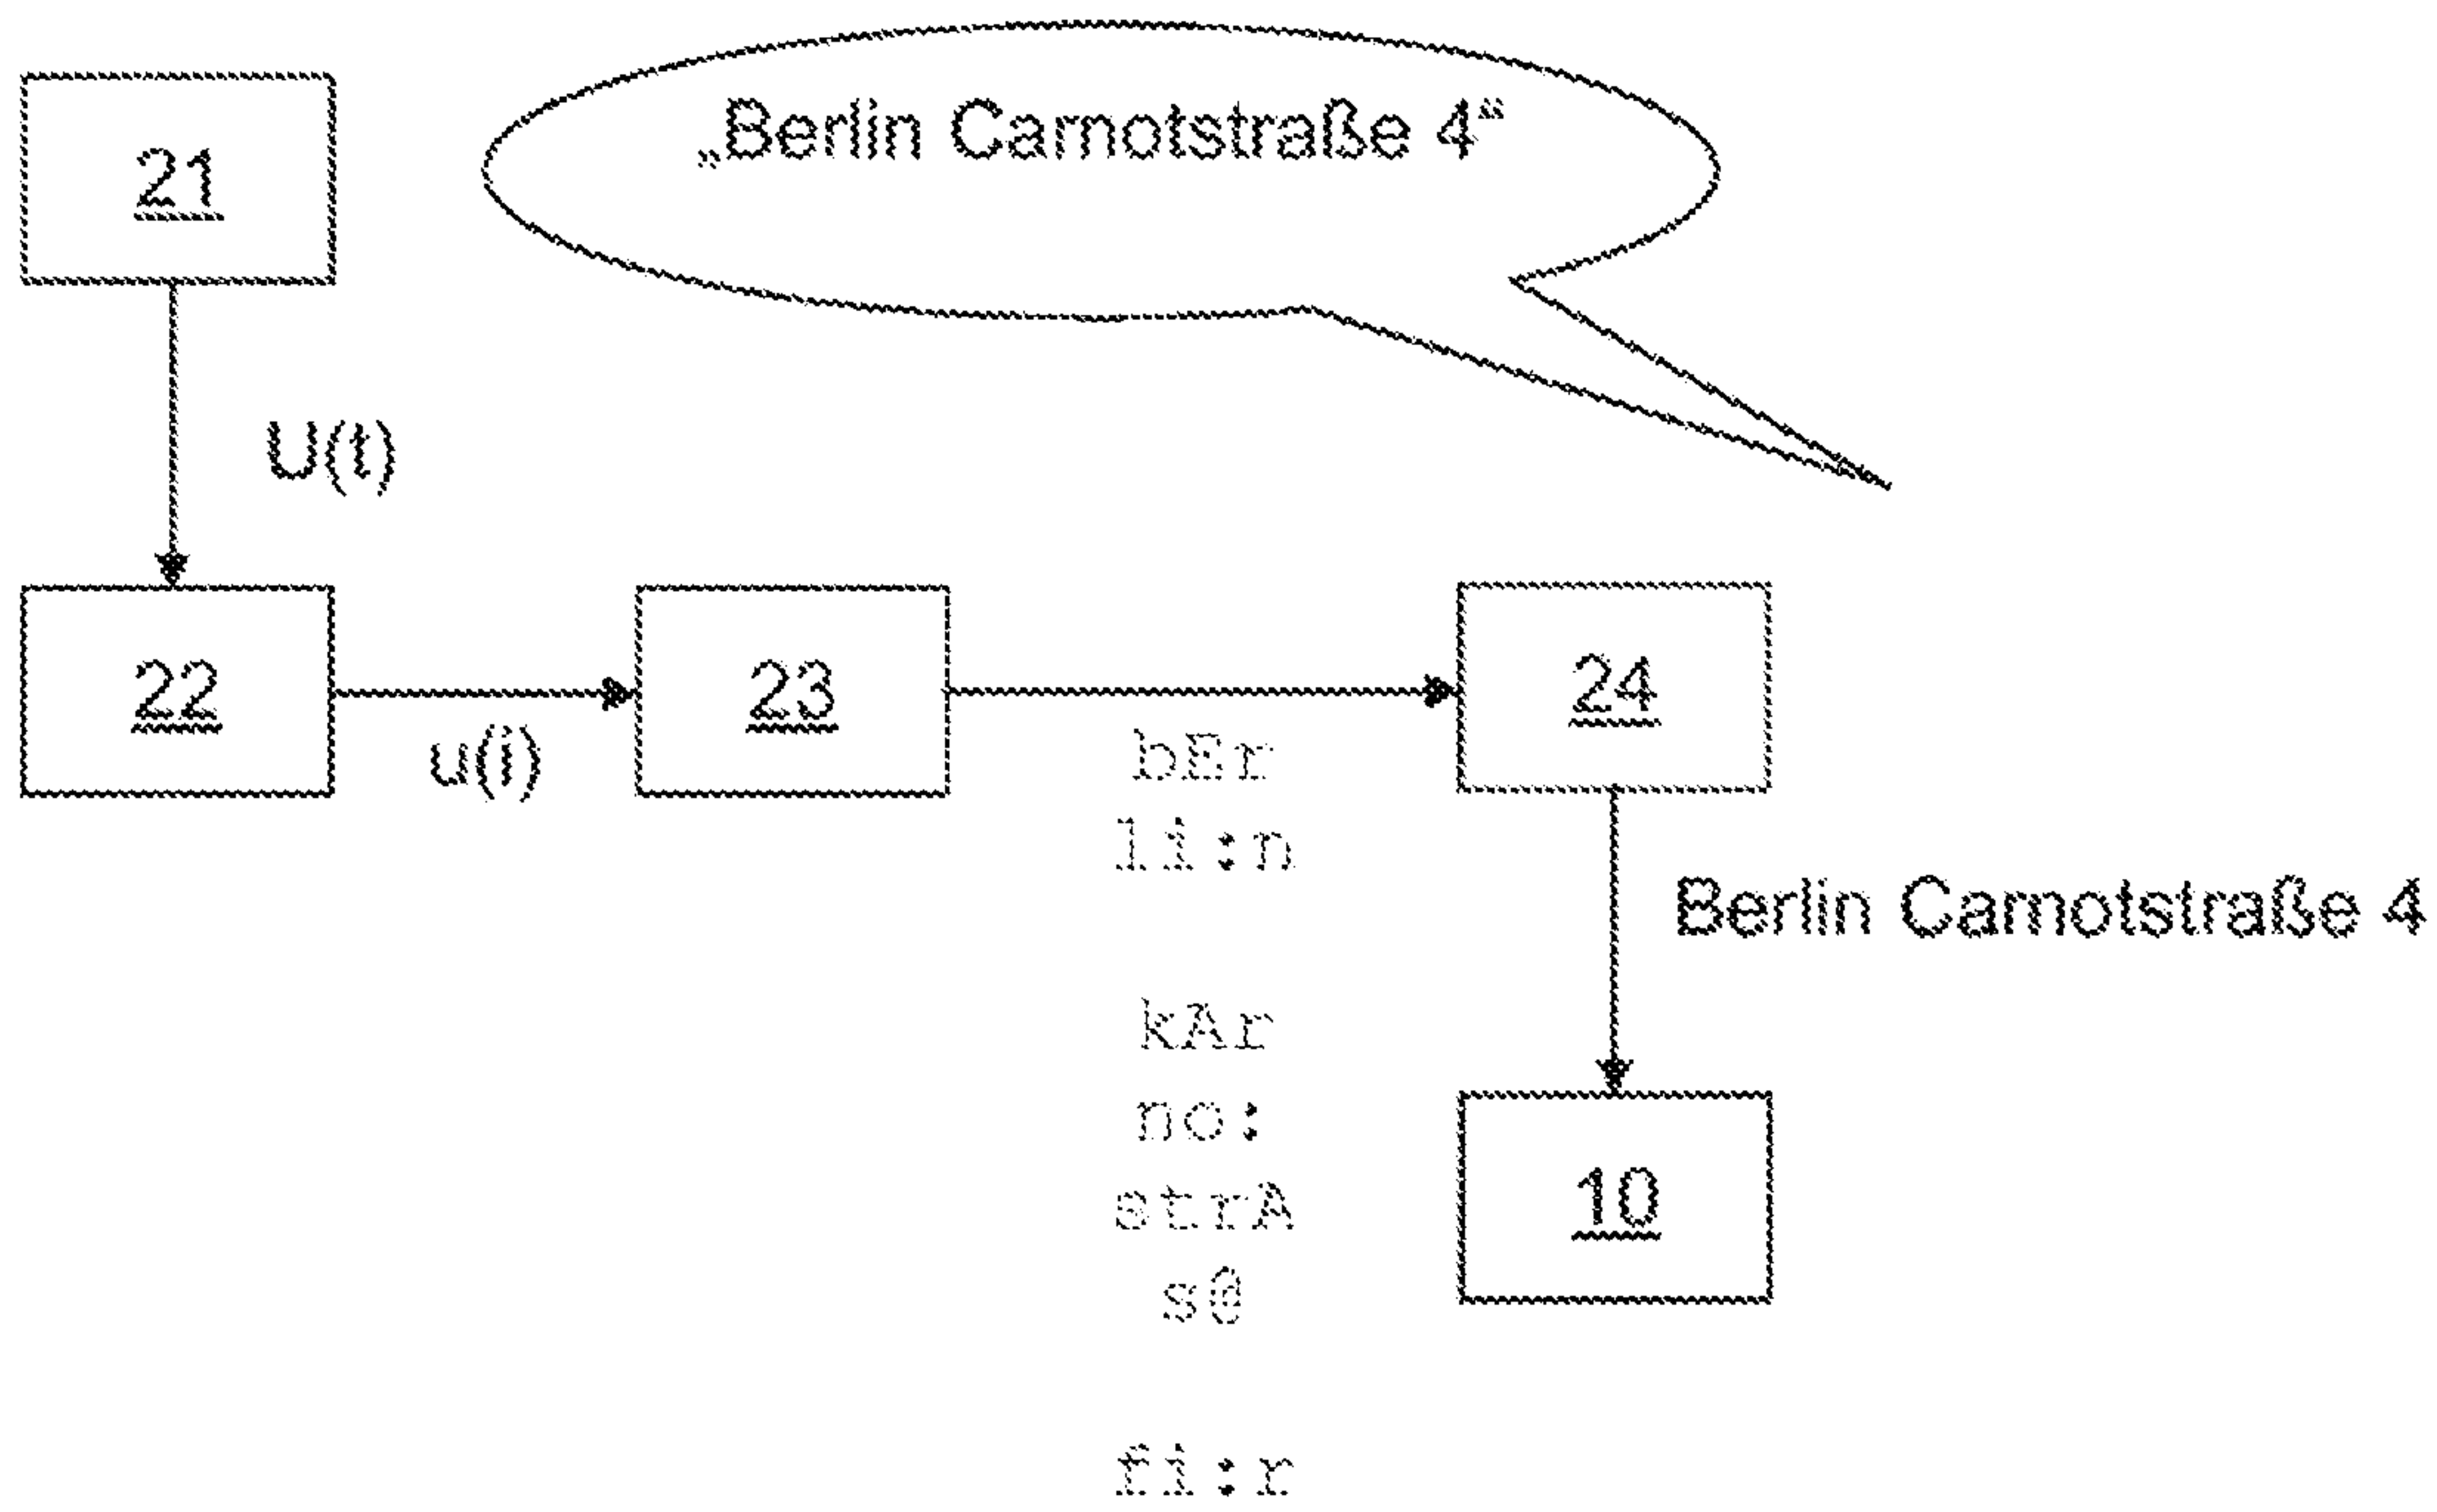 „Berlin Carnotstraße 4“
21
U(t)
22
23
24
u(i)
bEr
li:n
kAr
no:
strA
s@
fi:r
Berlin Carnotstraße 4
10